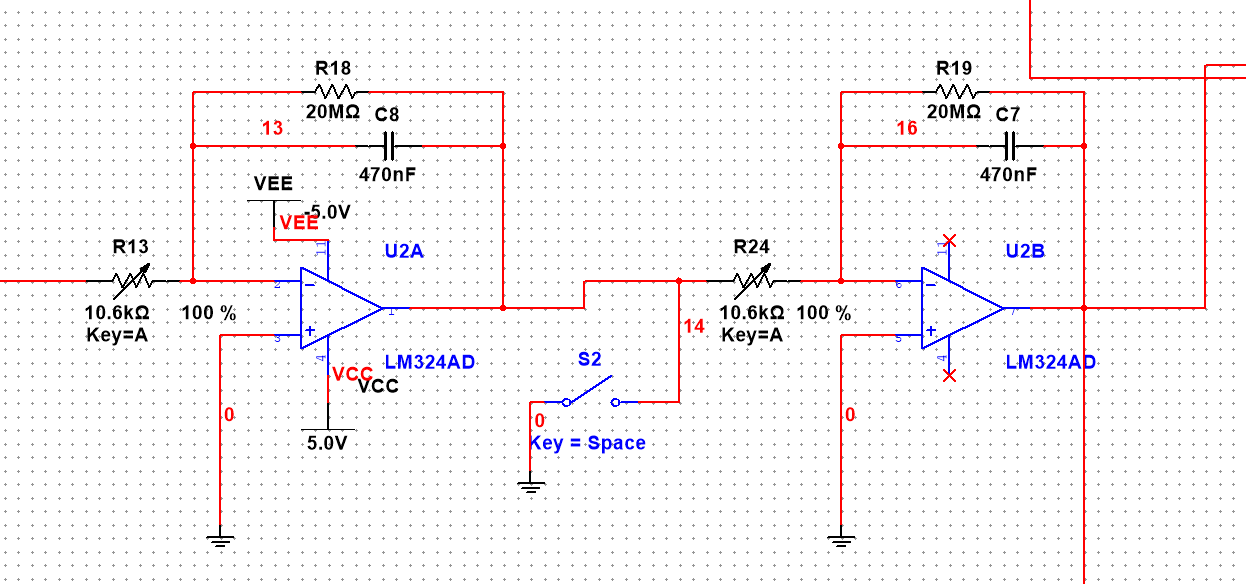 R18
20MΩ
C8
13
470nF
VEE
-5.0V
VEE
11
U2A
R13
2
10.6kΩ
100 %
Key=A
1
3
4
LM324AD
VCC
VCC
0
5.0V
S2
0
Key = Space
14
R19
20MΩ
C7
16
470nF
11
U2B
R24
6
10.6kΩ
100 %
Key=A
7
5
4
LM324AD
0